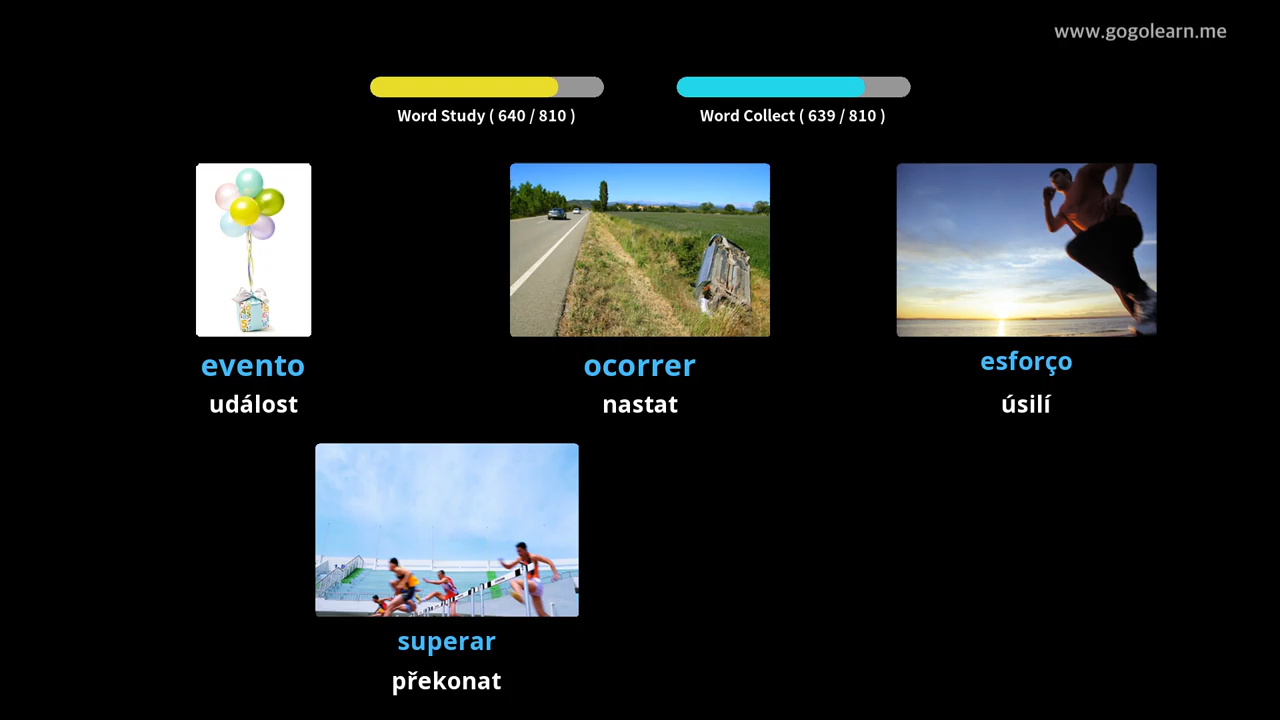 www.gogolearn.me
Word Study ( 640 / 810 )
Word Collect ( 639 / 810 )
evento
událost
ocorrer
nastat
esforço
úsilí
superar
překonat